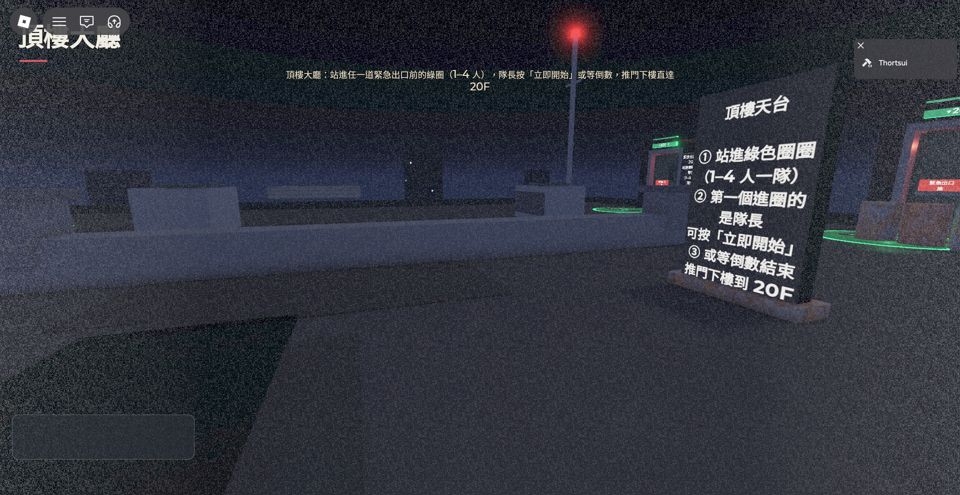 頂樓大廳
頂樓大廳：站進任一道緊急出口前的綠圈（1–4 人），隊長按「立即開始」或等倒數，推門下樓直達
20F
Thortsui
頂樓天台
① 站進綠色圈圈
（1–4 人一隊）
② 第一個進圈的
是隊長
可按「立即開始」
③ 或等倒數結束
推門下樓到 20F
緊急出口